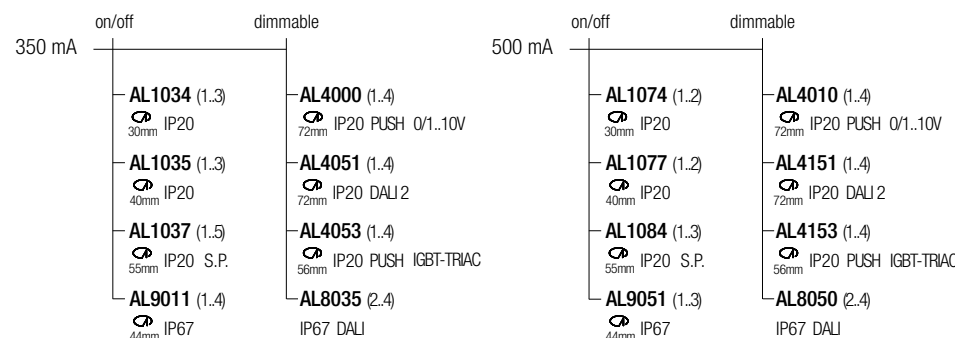 on/off dimmable
350 mA
AL1034 (1..3) AL4000 (1..4)
30mm IP20 72mm IP20 PUSH 0/1..10V
AL1035 (1..3) AL4051 (1..4)
40mm IP20 72mm IP20 DALI 2
AL1037 (1..5) AL4053 (1..4)
55mm IP20 S.P. 56mm IP20 PUSH IGBT-TRIAC
AL9011 (1..4) AL8035 (2..4)
44mm IP67 IP67 DALI
on/off dimmable
500 mA
AL1074 (1..2) AL4010 (1..4)
30mm IP20 72mm IP20 PUSH 0/1..10V
AL1077 (1..2) AL4151 (1..4)
40mm IP20 72mm IP20 DALI 2
AL1084 (1..3) AL4153 (1..4)
55mm IP20 S.P. 56mm IP20 PUSH IGBT-TRIAC
AL9051 (1..3) AL8050 (2..4)
44mm IP67 IP67 DALI